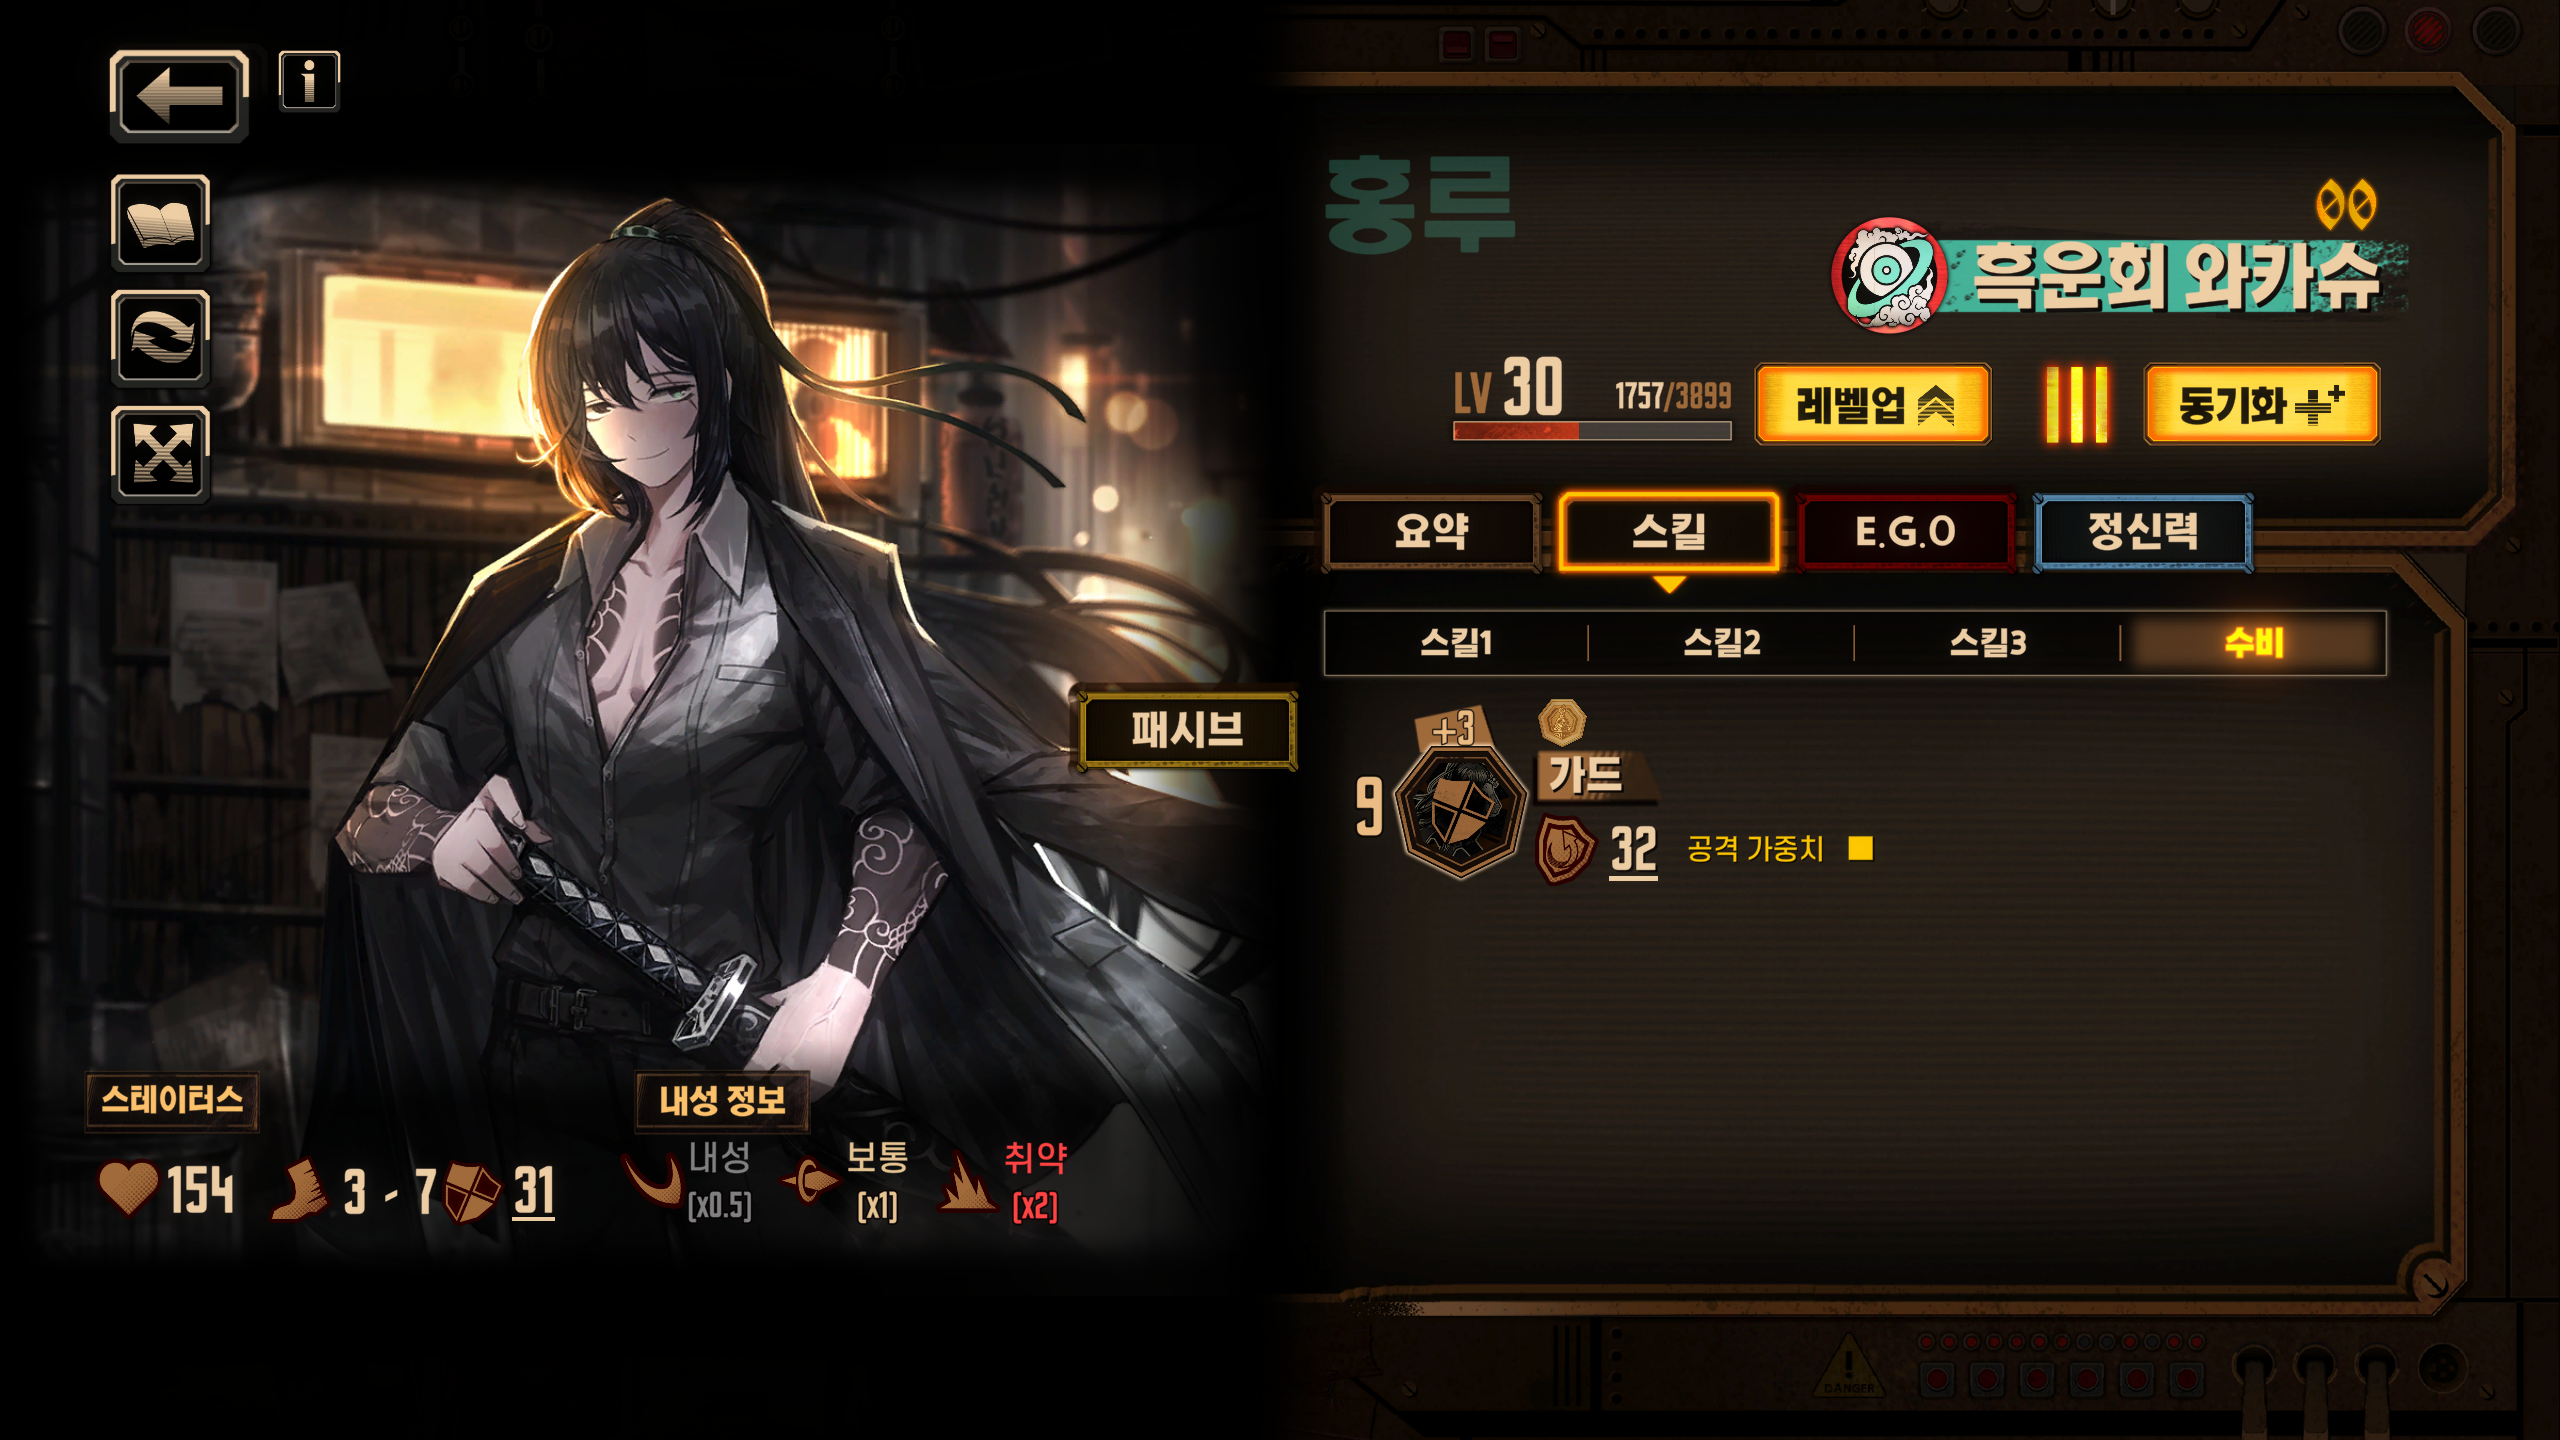 홍루
흑운회 와카슈
LV 30 1757/3899
레벨업
동기화
요약
스킬
E.G.O
정신력
스킬1
스킬2
스킬3
수비
패시브
+3
9
가드
32
공격 가중치
스테이터스
154
3 - 7
31
내성 정보
내성
[x0.5]
보통
[x1]
취약
[x2]
DANGER